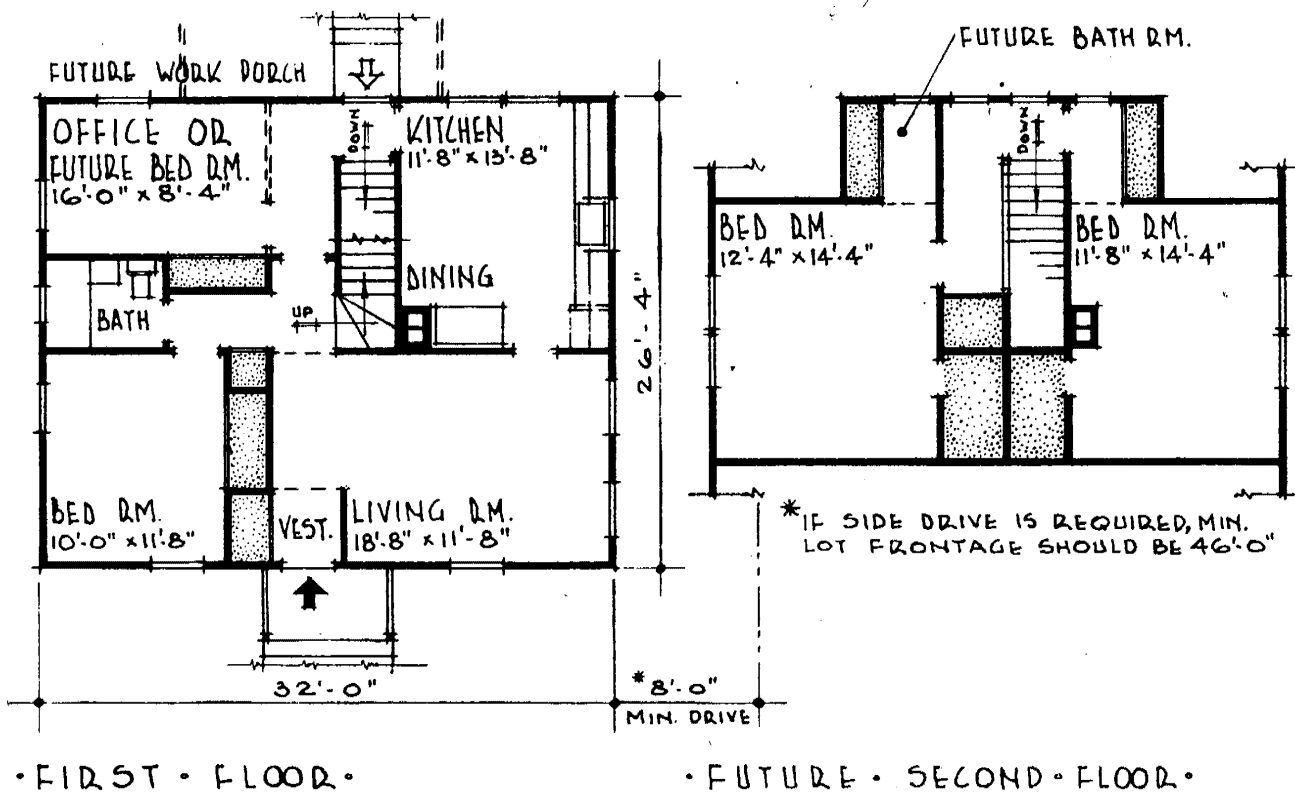 FUTURE BATH RM.
FUTURE WORK PORCH
OFFICE OR
FUTURE BED RM.
16'-0" x 8'-4"
DOWN
KITCHEN
11'-8" x 13'-8"
DINING
BATH
UP
26'-4"
BED RM.
10'-0" x 11'-8"
VEST.
LIVING RM.
18'-8" x 11'-8"
32'-0"
*8'-0"
MIN. DRIVE
DOWN
BED RM.
12'-4" x 14'-4"
BED RM.
11'-8" x 14'-4"
*IF SIDE DRIVE IS REQUIRED, MIN.
LOT FRONTAGE SHOULD BE 46'-0"
·FIRST · FLOOR·
·FUTURE · SECOND · FLOOR·